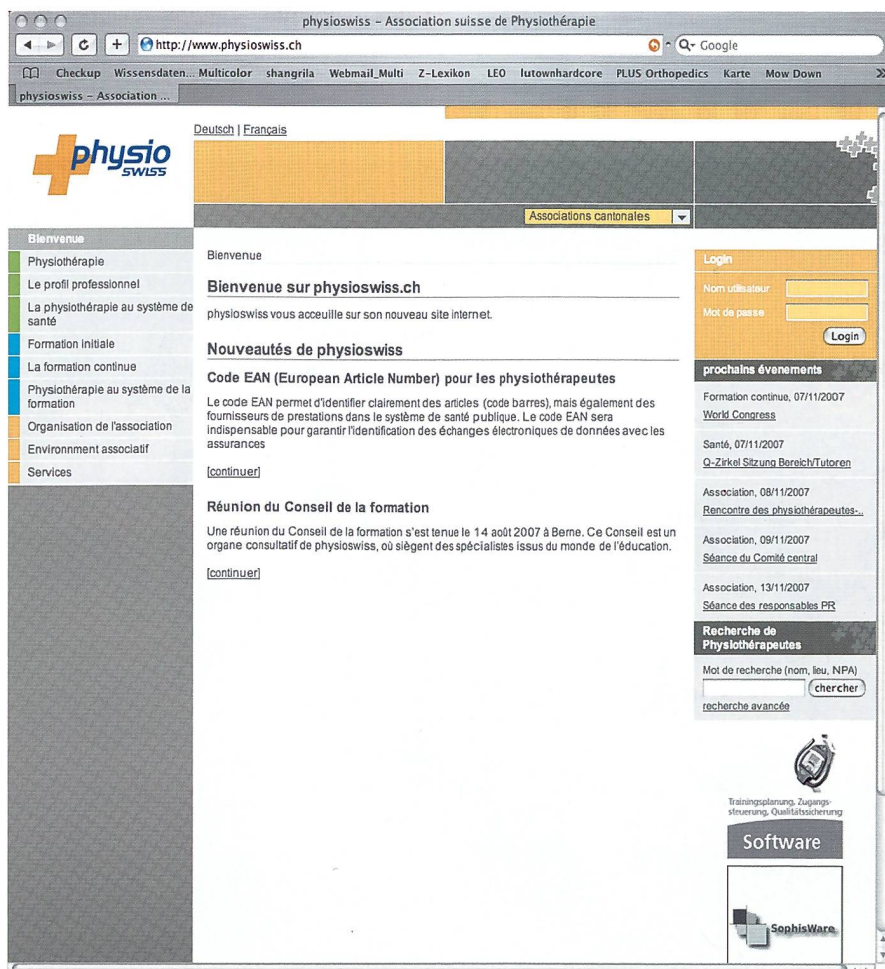 physioswiss – Association suisse de Physiothérapie
http://www.physioswiss.ch
Google
Checkup Wissensdaten... Multicolor shangrila Webmail_Multi Z-Lexikon LEO lutownhardcore PLUS Orthopedics Karte Mow Down
physioswiss – Association ...
physio
swiss
Deutsch | Français
Associations cantonales
Bienvenue
Physiothérapie
Le profil professionnel
La physiothérapie au système de
santé
Formation initiale
La formation continue
Physiothérapie au système de la
formation
Organisation de l'association
Environnment associatif
Services
Bienvenue
Bienvenue sur physioswiss.ch
physioswiss vous acceuille sur son nouveau site internet.
Nouveautés de physioswiss
Code EAN (European Article Number) pour les physiothérapeutes
Le code EAN permet d'identifier clairement des articles (code barres), mais également des
fournisseurs de prestations dans le système de santé publique. Le code EAN sera
indispensable pour garantir l'identification des échanges électroniques de données avec les
assurances
[continuer]
Réunion du Conseil de la formation
Une réunion du Conseil de la formation s'est tenue le 14 août 2007 à Berne. Ce Conseil est un
organe consultatif de physioswiss, où siègent des spécialistes issus du monde de l'éducation.
[continuer]
Login
Nom utilisateur
Mot de passe
Login
prochains évenements
Formation continue, 07/11/2007
World Congress
Santé, 07/11/2007
Q-Zirkel Sitzung Bereich/Tutoren
Association, 08/11/2007
Rencontre des physiothérapeutes-..
Association, 09/11/2007
Séance du Comité central
Association, 13/11/2007
Séance des responsables PR
Recherche de
Physiothérapeutes
Mot de recherche (nom, lieu, NPA)
chercher
recherche avancée
Trainingsplanung, Zugangs-
steuerung, Qualitätssicherung
Software
SophisWare